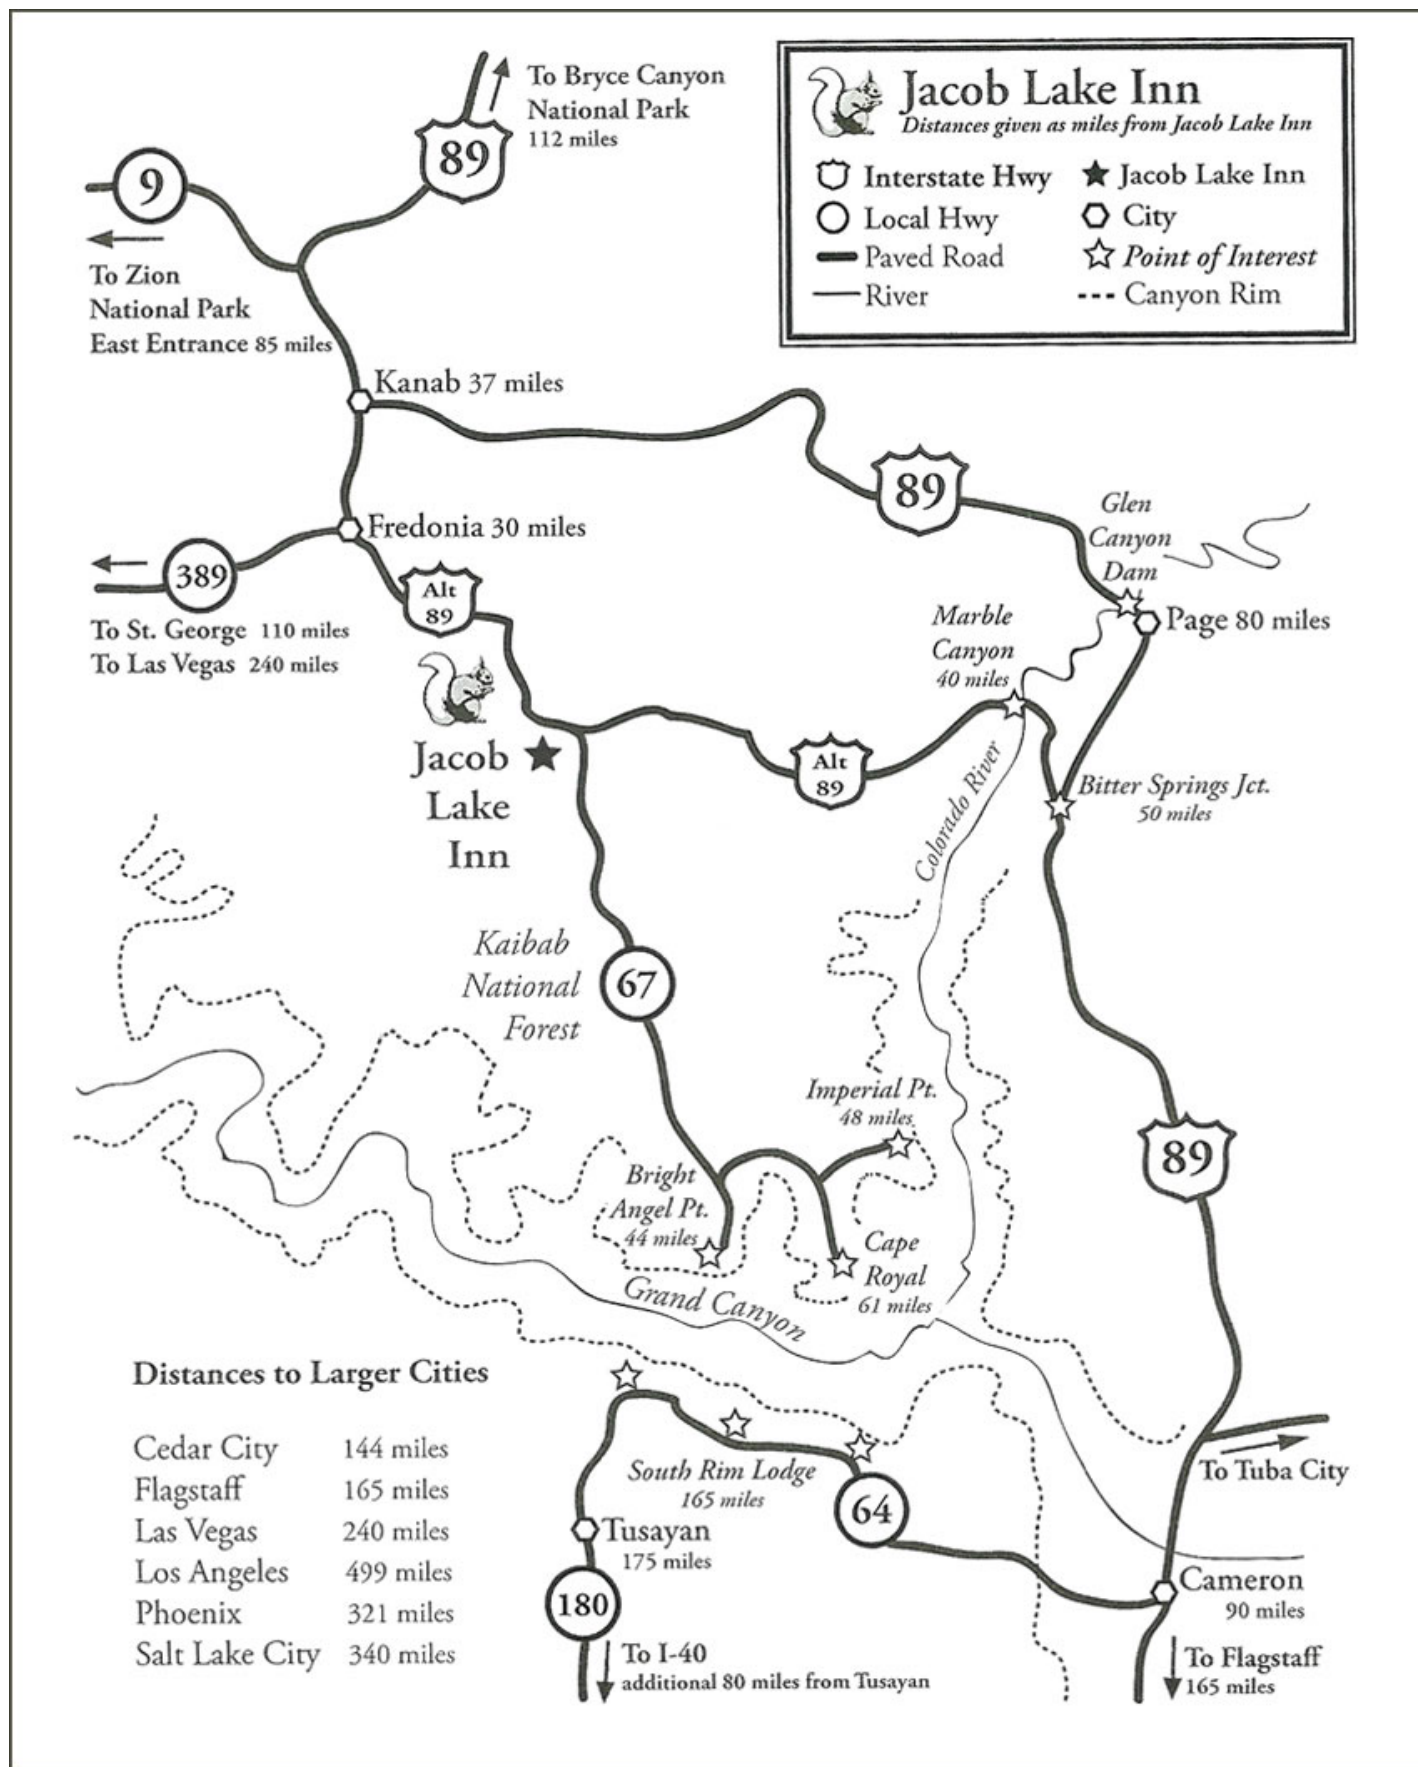 To Bryce Canyon
National Park
112 miles
89
9
To Zion
National Park
East Entrance 85 miles
Jacob Lake Inn
Distances given as miles from Jacob Lake Inn
Interstate Hwy
Jacob Lake Inn
Local Hwy
City
Paved Road
Point of Interest
River
Canyon Rim
Kanab 37 miles
89
Fredonia 30 miles
389
Alt
89
To St. George 110 miles
To Las Vegas 240 miles
Glen
Canyon
Dam
Page 80 miles
Marble
Canyon
40 miles
Jacob
Lake
Inn
Alt
89
Colorado River
Bitter Springs Jct.
50 miles
Kaibab
National
Forest
67
Imperial Pt.
48 miles
89
Bright
Angel Pt.
44 miles
Cape
Royal
61 miles
Grand Canyon
Distances to Larger Cities
Cedar City 144 miles
Flagstaff 165 miles
Las Vegas 240 miles
Los Angeles 499 miles
Phoenix 321 miles
Salt Lake City 340 miles
South Rim Lodge
165 miles
64
To Tuba City
Tusayan
175 miles
180
Cameron
90 miles
To I-40
additional 80 miles from Tusayan
To Flagstaff
165 miles